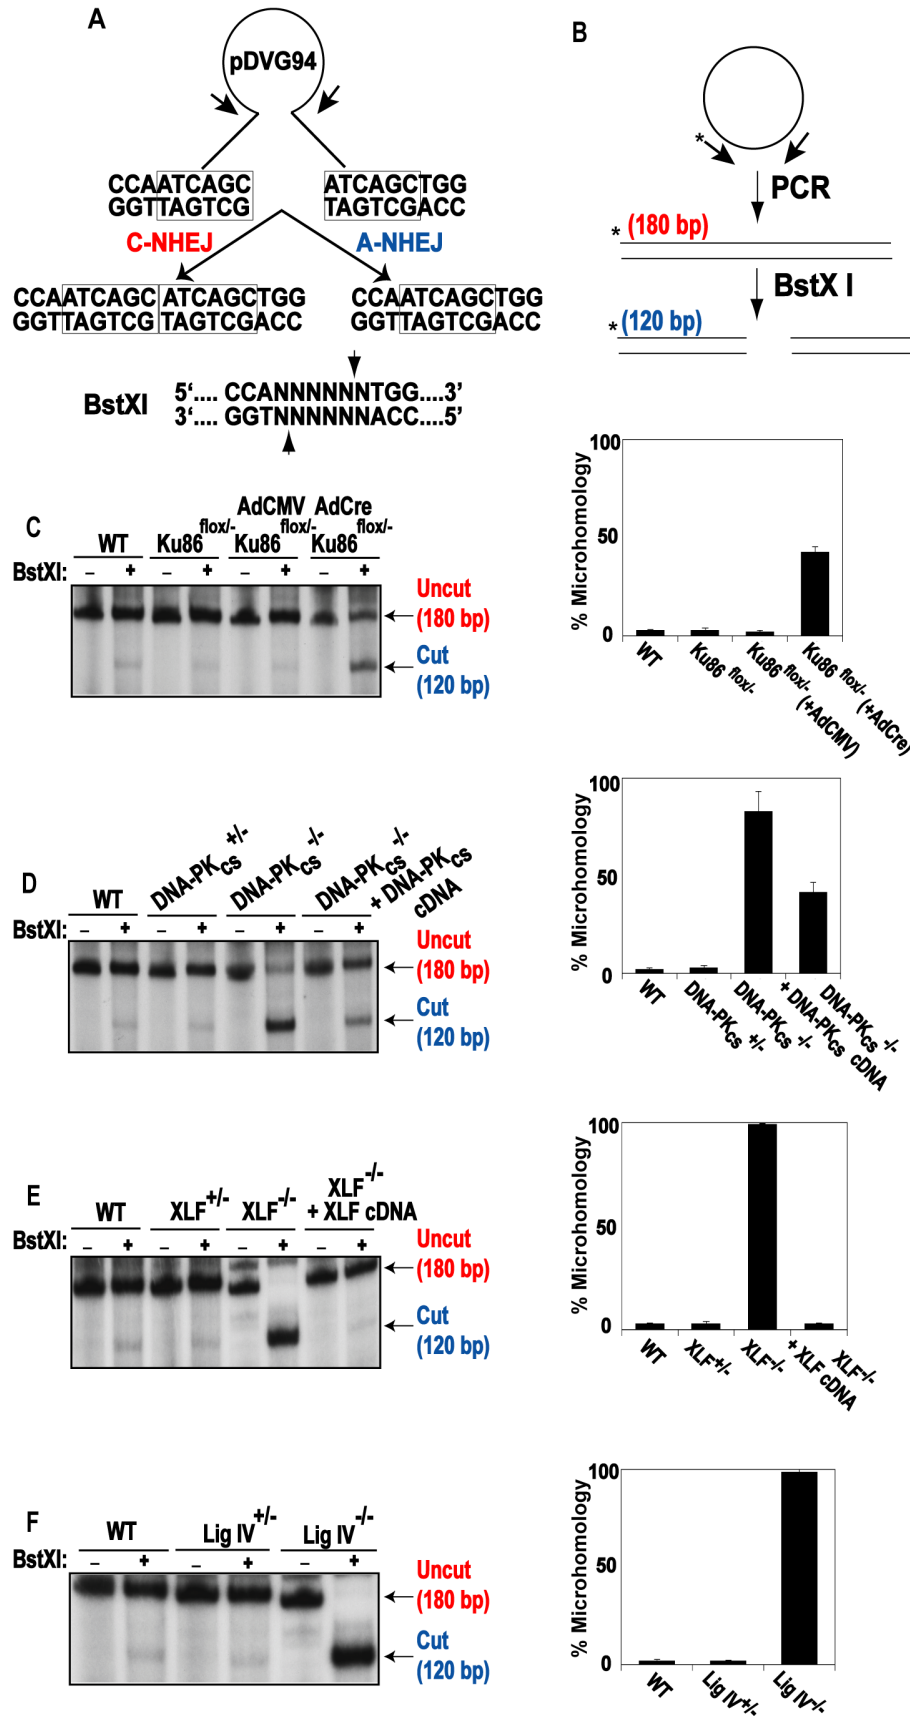 A
pDVG94
CCAATCAGC ATCAGCTGG
GGTTAGTCG TAGTCGACC
C-NHEJ A-NHEJ
CCAATCAGC ATCAGCTGG CCAATCAGCTGG
GGTTAGTCG TAGTCGACC GGTTAGTCGACC
BstXI
5‘.... CCANNNNNNTGG....3’
3‘.... GGTNNNNNNACC....5’
B
*
PCR
* (180 bp)
BstX I
* (120 bp)
C
WT
Ku86 flox/-
AdCMV Ku86 flox/-
AdCre Ku86 flox/-
BstXI: – + – + – + – +
Uncut
(180 bp)
Cut
(120 bp)
% Microhomology
100
50
0
WT
Ku86 flox/-
Ku86 flox/- (+AdCMV)
Ku86 flox/- (+AdCre)
D
WT
DNA-PKcs +/-
DNA-PKcs -/-
DNA-PKcs -/-
+ DNA-PKcs
cDNA
BstXI: – + – + – + – +
Uncut
(180 bp)
Cut
(120 bp)
% Microhomology
100
50
0
WT
DNA-PKcs +/-
DNA-PKcs -/-
DNA-PKcs -/-
+ DNA-PKcs cDNA
E
WT
XLF+/-
XLF-/-
XLF-/-
+ XLF cDNA
BstXI: – + – + – + – +
Uncut
(180 bp)
Cut
(120 bp)
% Microhomology
100
50
0
WT
XLF+/-
XLF-/-
XLF-/-
+ XLF cDNA
F
WT
Lig IV+/-
Lig IV-/-
BstXI: – + – + – +
Uncut
(180 bp)
Cut
(120 bp)
% Microhomology
100
50
0
WT
Lig IV+/-
Lig IV-/-